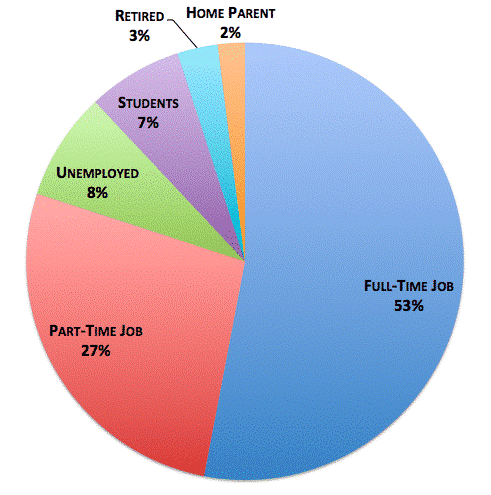 Retired
3%
Home Parent
2%
Students
7%
Unemployed
8%
Full-Time Job
53%
Part-Time Job
27%